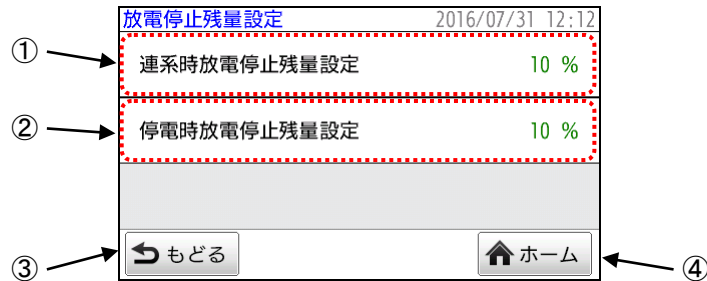 放電停止残量設定 2016/07/31 12:12
① 連系時放電停止残量設定 10 %
② 停電時放電停止残量設定 10 %
③ もどる ホーム ④